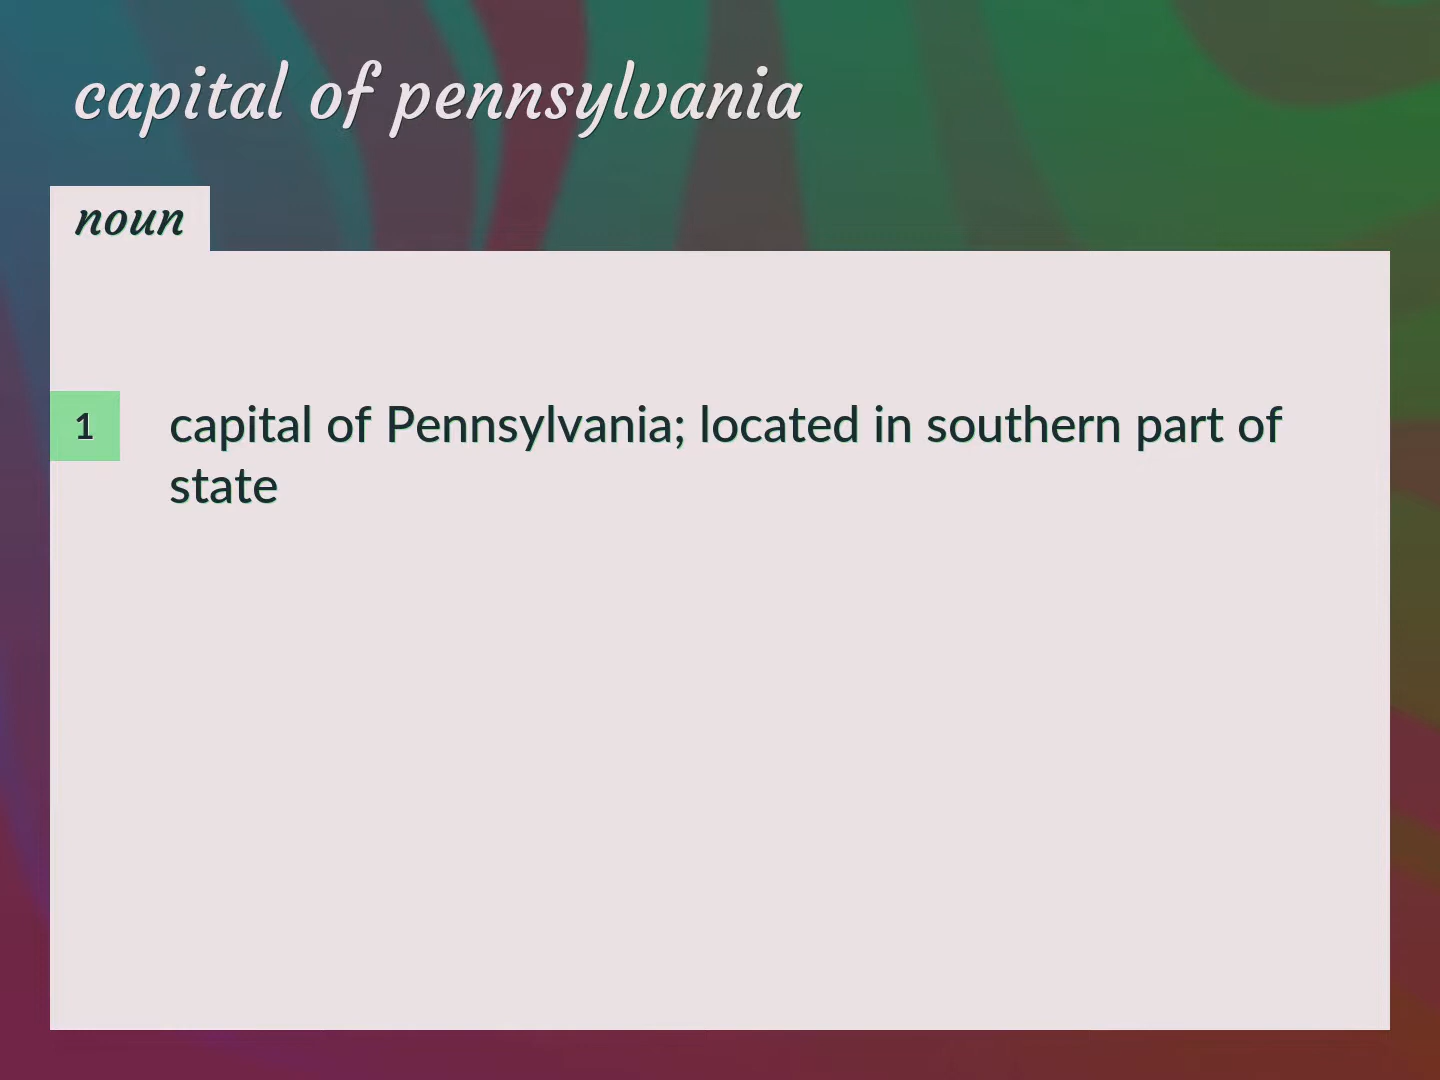 capital of pennsylvania
noun
1
capital of Pennsylvania; located in southern part of
state